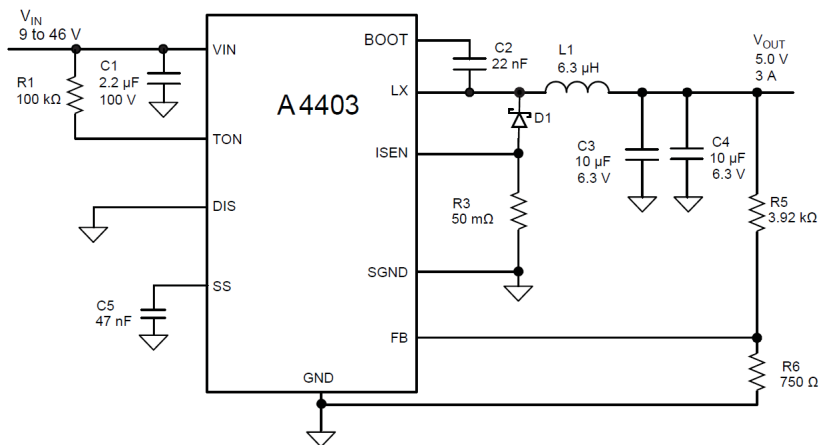 V_IN
9 to 46 V
R1
100 kΩ
C1
2.2 µF
100 V
VIN
TON
DIS
SS
C5
47 nF
A4403
GND
BOOT
LX
ISEN
SGND
FB
C2
22 nF
L1
6.3 µH
D1
R3
50 mΩ
C3
10 µF
6.3 V
C4
10 µF
6.3 V
V_OUT
5.0 V
3 A
R5
3.92 kΩ
R6
750 Ω